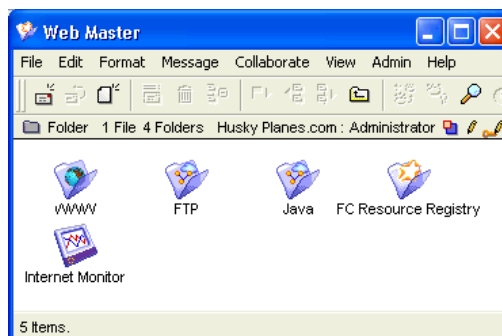 Web Master
File Edit Format Message Collaborate View Admin Help
Folder 1 File 4 Folders Husky Planes.com : Administrator
WWW FTP Java FC Resource Registry
Internet Monitor
5 Items.